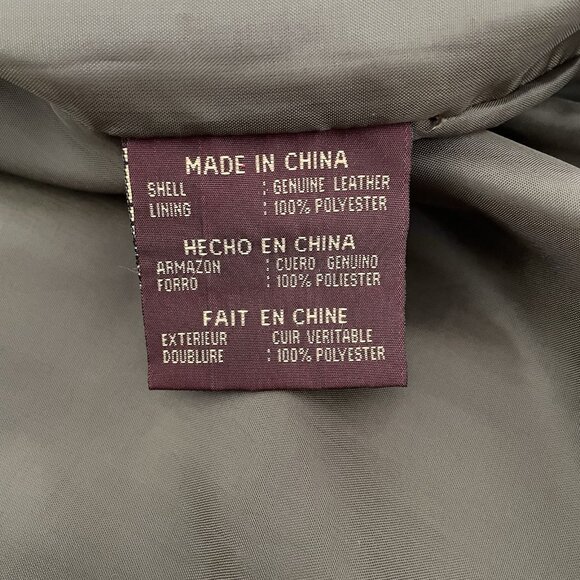 MADE IN CHINA
SHELL : GENUINE LEATHER
LINING : 100% POLYESTER
HECHO EN CHINA
ARMAZON : CUERO GENUINO
FORRO : 100% POLIESTER
FAIT EN CHINE
EXTERIEUR CUIR VERITABLE
DOUBLURE : 100% POLYESTER